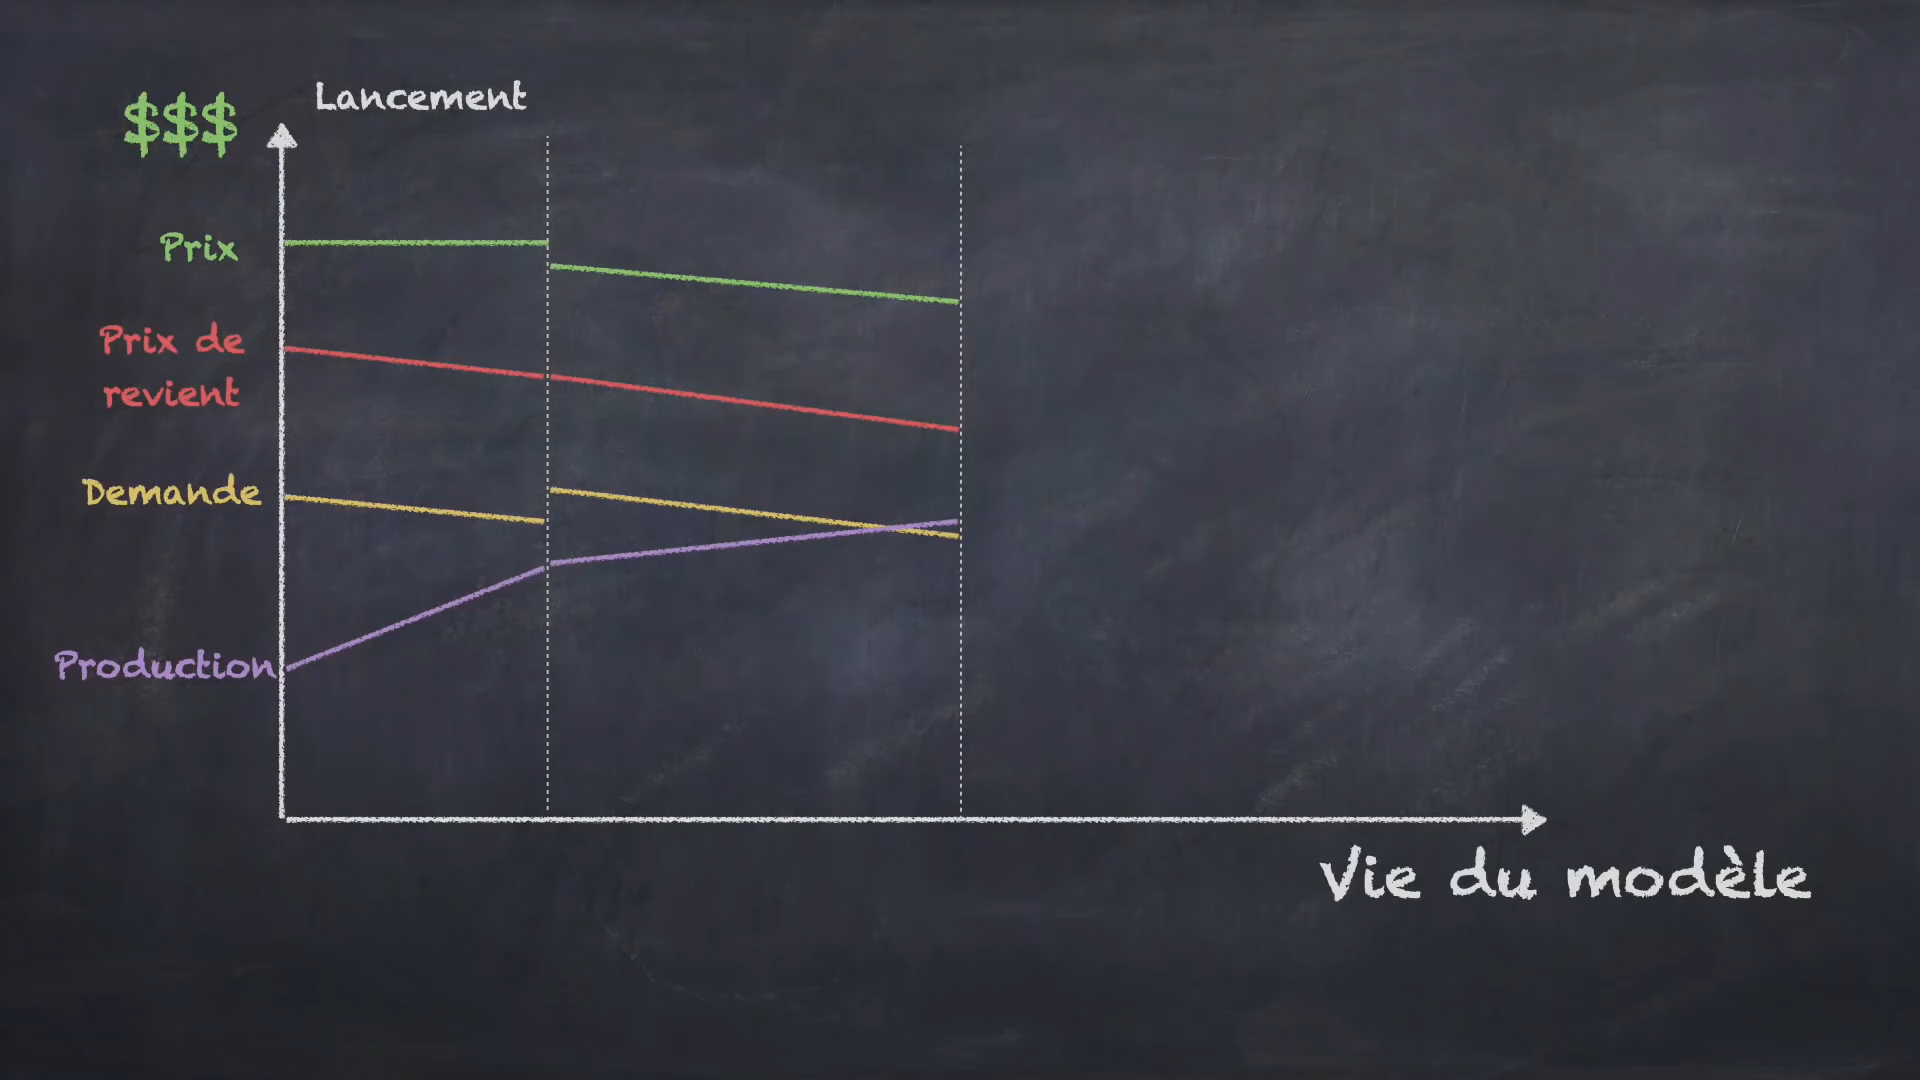 $$$
Lancement
Prix
Prix de
revient
Demande
Production
Vie du modèle